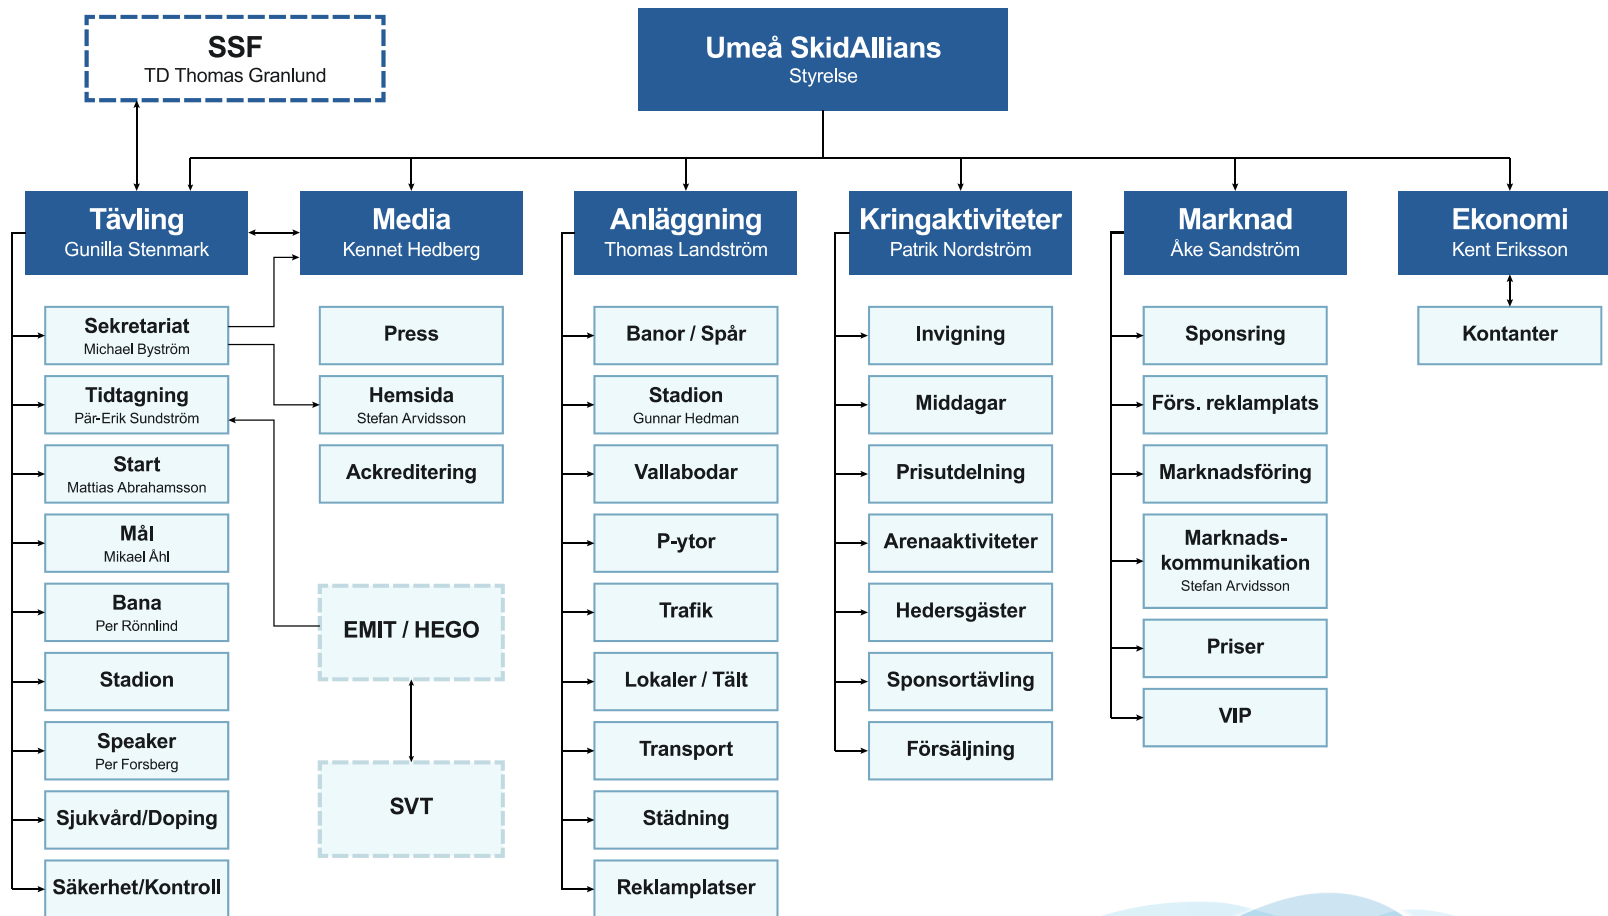 SSF
TD Thomas Granlund
Umeå SkidAllians
Styrelse
Tävling
Gunilla Stenmark
Media
Kennet Hedberg
Anläggning
Thomas Landström
Kringaktiviteter
Patrik Nordström
Marknad
Åke Sandström
Ekonomi
Kent Eriksson
Sekretariat
Michael Byström
Tidtagning
Pär-Erik Sundström
Start
Mattias Abrahamsson
Mål
Mikael Åhl
Bana
Per Rönnlind
Stadion
Speaker
Per Forsberg
Sjukvård/Doping
Säkerhet/Kontroll
Press
Hemsida
Stefan Arvidsson
Ackreditering
EMIT / HEGO
SVT
Banor / Spår
Stadion
Gunnar Hedman
Vallabodar
P-ytor
Trafik
Lokaler / Tält
Transport
Städning
Reklamplatser
Invigning
Middagar
Prisutdelning
Arenaaktiviteter
Hedersgäster
Sponsortävling
Försäljning
Sponsring
Förs. reklamplats
Marknadsföring
Marknads-
kommunikation
Stefan Arvidsson
Priser
VIP
Kontanter